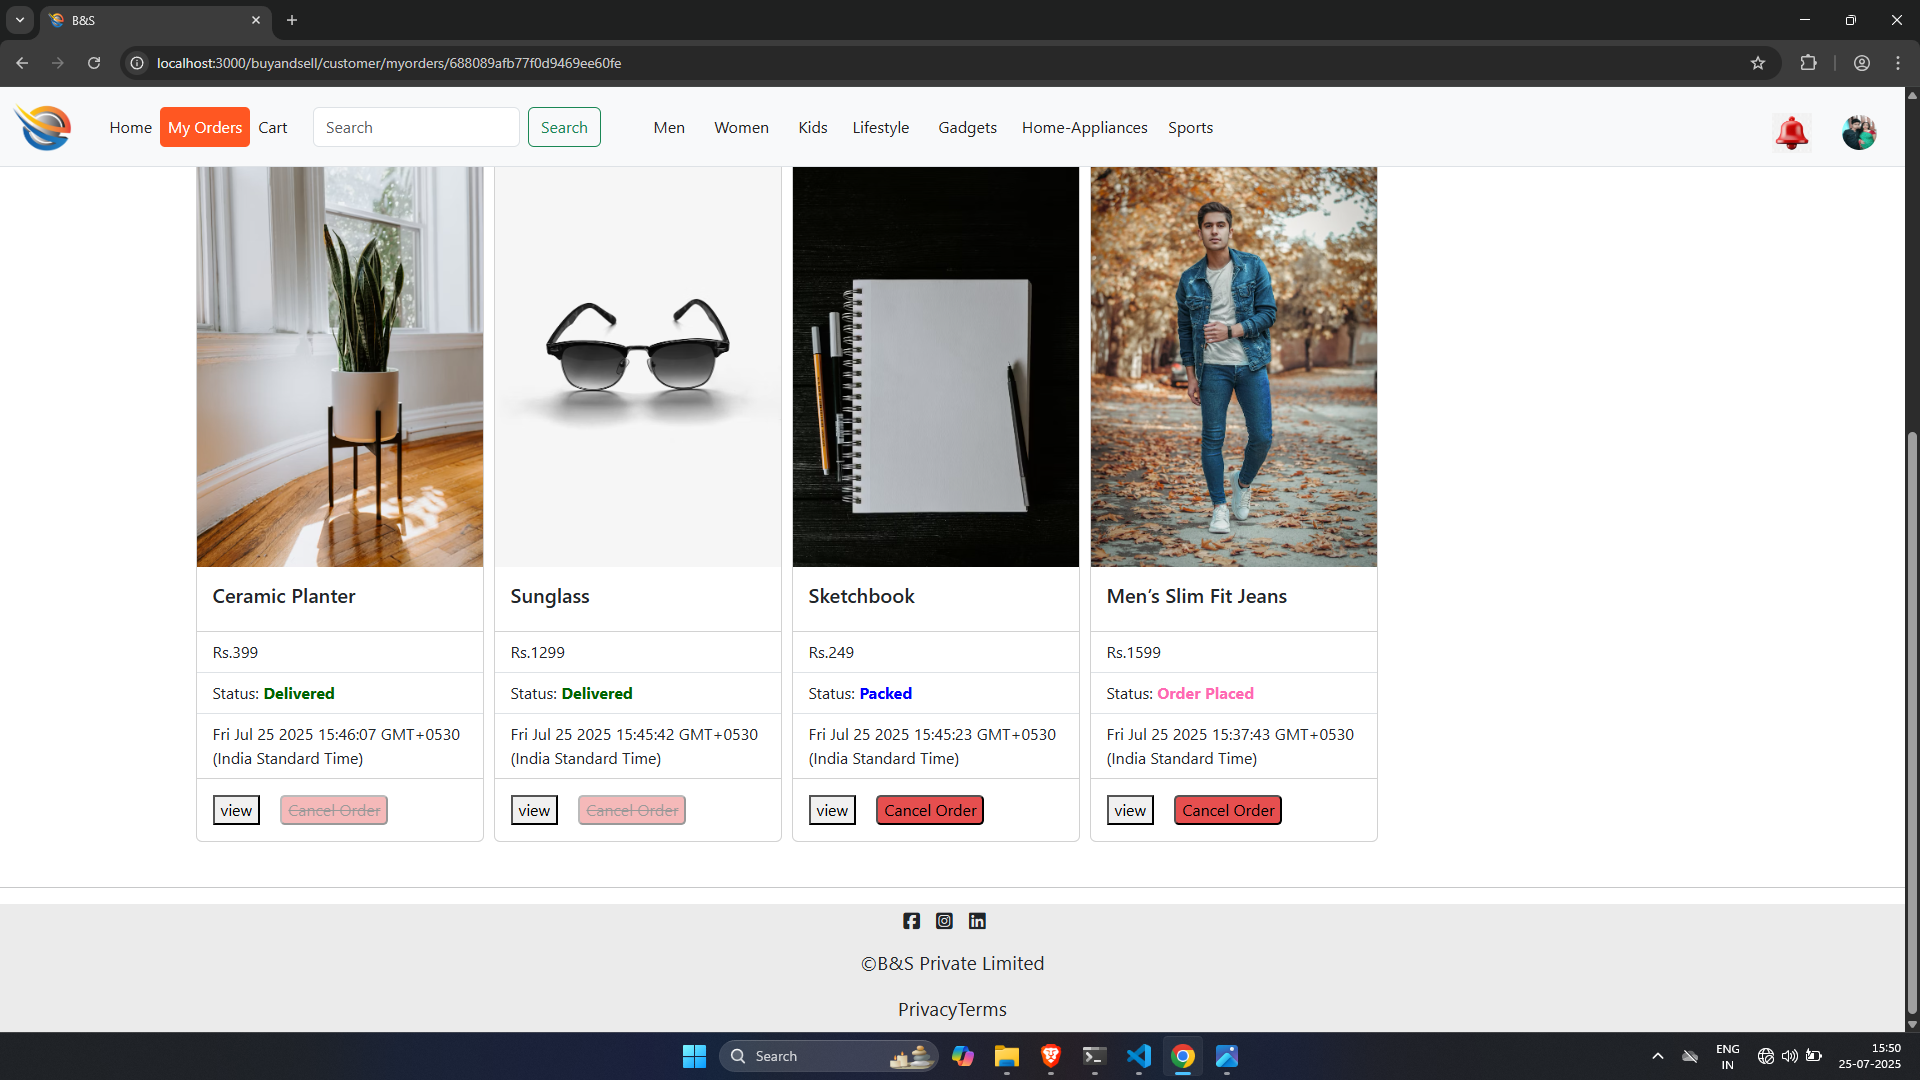 B&S
localhost:3000/buyandsell/customer/myorders/688089afb77f0d9469ee60fe
Home My Orders Cart Search Search Men Women Kids Lifestyle Gadgets Home-Appliances Sports
Ceramic Planter
Rs.399
Status: Delivered
Fri Jul 25 2025 15:46:07 GMT+0530
(India Standard Time)
view Cancel Order
Sunglass
Rs.1299
Status: Delivered
Fri Jul 25 2025 15:45:42 GMT+0530
(India Standard Time)
view Cancel Order
Sketchbook
Rs.249
Status: Packed
Fri Jul 25 2025 15:45:23 GMT+0530
(India Standard Time)
view Cancel Order
Men’s Slim Fit Jeans
Rs.1599
Status: Order Placed
Fri Jul 25 2025 15:37:43 GMT+0530
(India Standard Time)
view Cancel Order
©B&S Private Limited
PrivacyTerms
Search
ENG
IN
15:50
25-07-2025